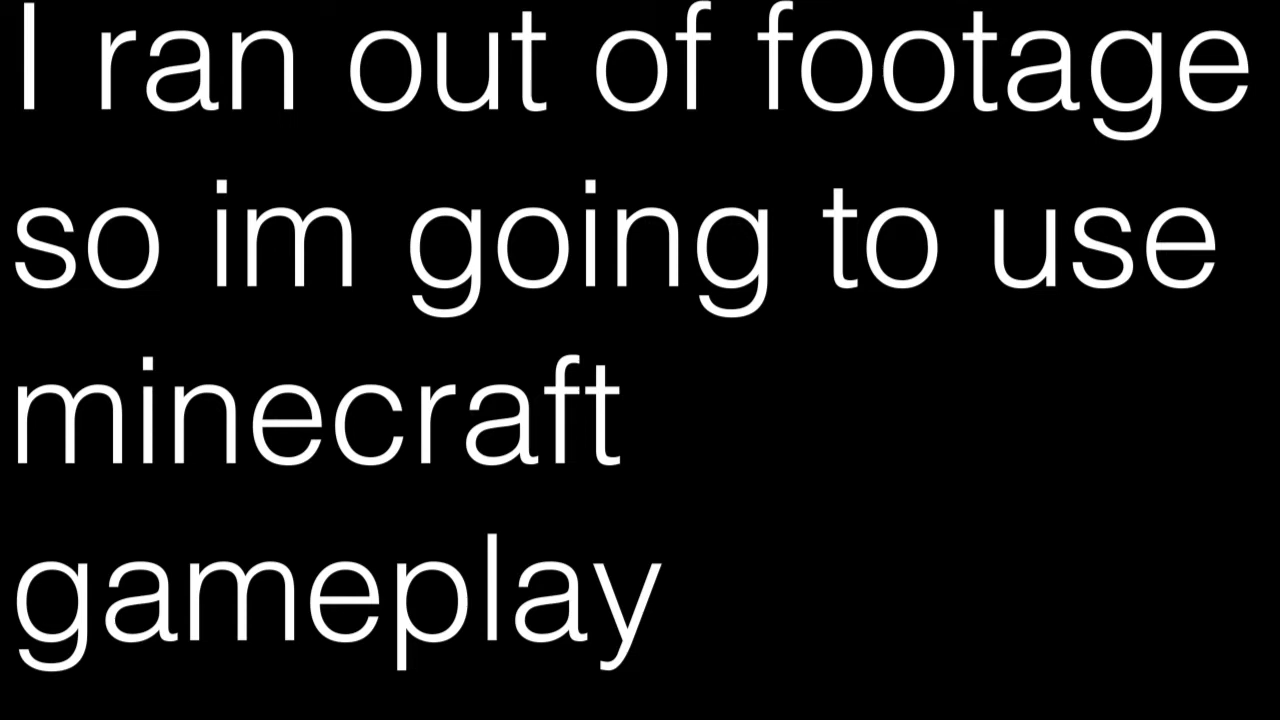 I ran out of footage
so im going to use
minecraft
gameplay